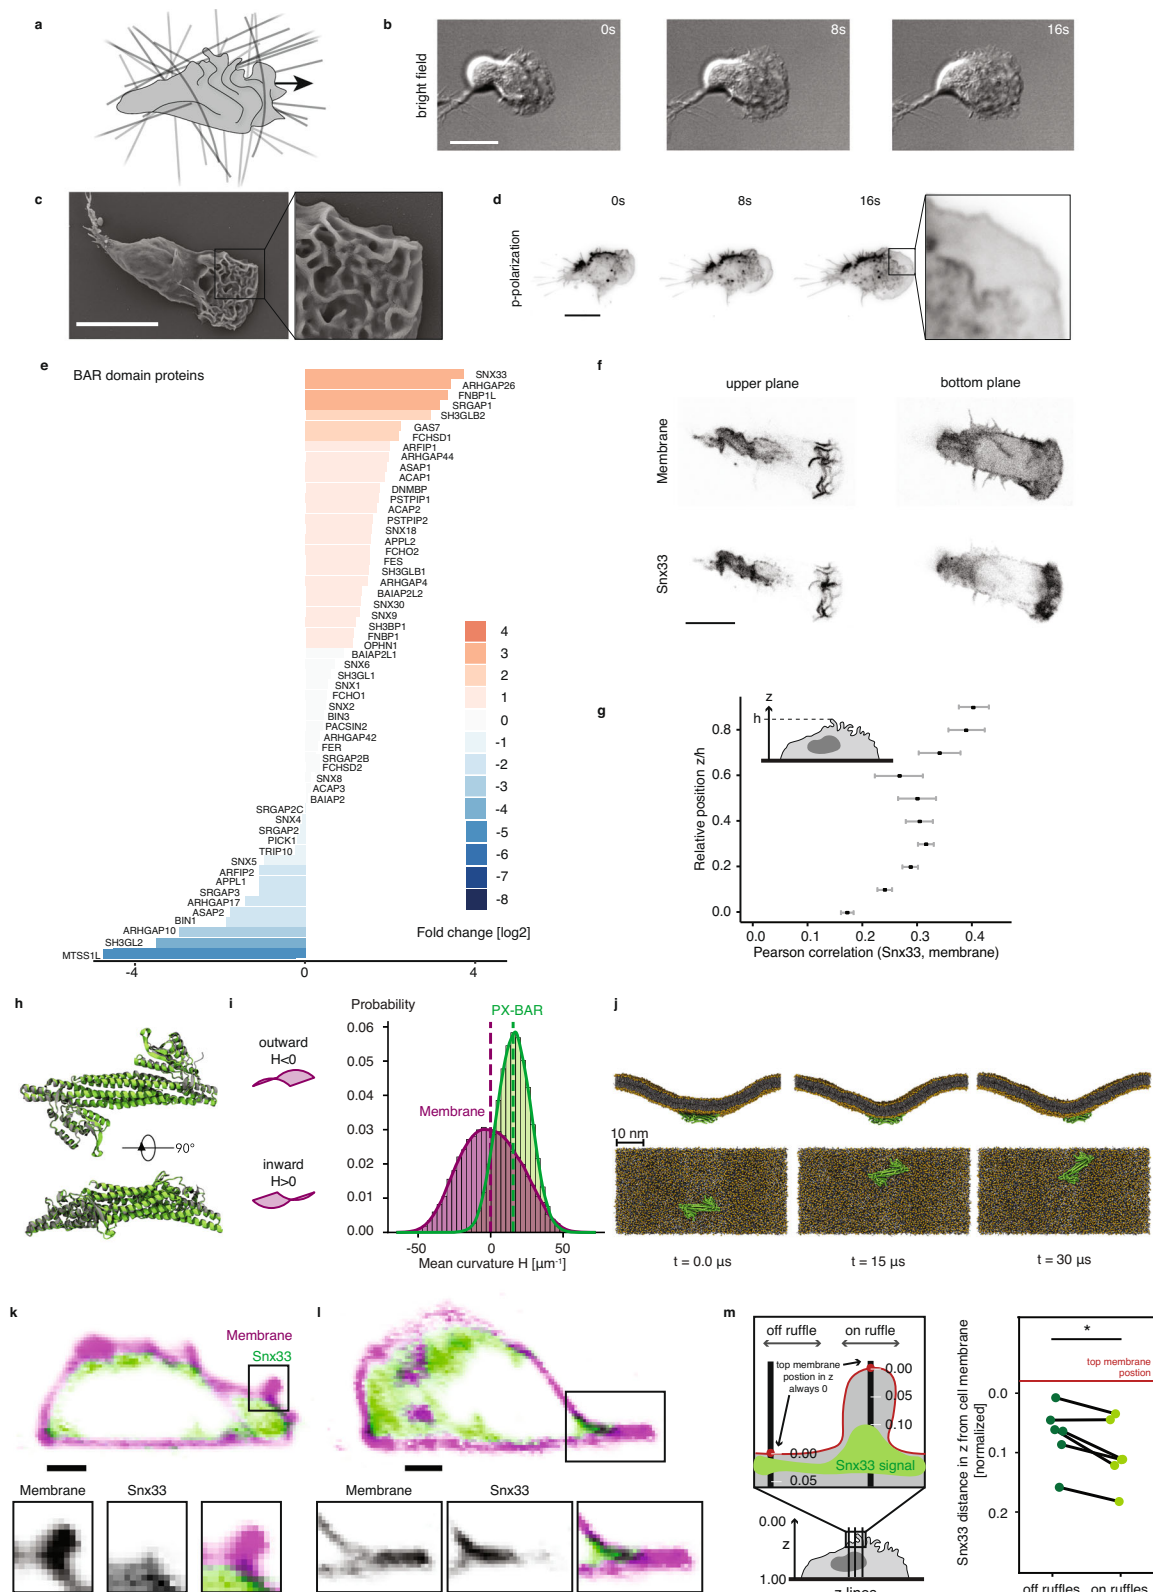 a
b
bright field
0s
8s
16s
c
d
p-polarization
0s
8s
16s
e
BAR domain proteins
SNX33
ARHGAP26
FNBP1L
SRGAP1
SH3GLB2
GAS7
FCHSD1
ARFIP1
ARHGAP44
ASAP1
ACAP1
DNMBP
PSTPIP1
ACAP2
PSTPIP2
SNX18
APPL2
FCHO2
FES
SH3GLB1
ARHGAP4
BAIAP2L2
SNX30
SNX9
SH3BP1
FNBP1
OPHN1
BAIAP2L1
SNX6
SH3GL1
SNX1
FCHO1
SNX2
BIN3
PACSIN2
ARHGAP42
FER
SRGAP2B
FCHSD2
SNX8
ACAP3
BAIAP2
SRGAP2C
SNX4
SRGAP2
PICK1
TRIP10
SNX5
ARFIP2
APPL1
SRGAP3
ARHGAP17
ASAP2
BIN1
ARHGAP10
SH3GL2
MTSS1L
4
3
2
1
0
-1
-2
-3
-4
-5
-6
-7
-8
Fold change [log2]
-4
0
4
f
upper plane
bottom plane
Membrane
Snx33
g
z
h
Relative position z/h
0.8
0.6
0.4
0.2
0.0
0.0
0.1
0.2
0.3
0.4
Pearson correlation (Snx33, membrane)
h
90°
i
outward
H<0
inward
H>0
Probability
PX-BAR
Membrane
0.06
0.05
0.04
0.03
0.02
0.01
0.00
-50
0
50
Mean curvature H [µm⁻¹]
j
10 nm
t = 0.0 µs
t = 15 µs
t = 30 µs
k
Membrane
Snx33
Membrane
Snx33
l
Membrane
Snx33
m
off ruffle
on ruffle
top membrane
postion in z
always 0
0.00
0.05
0.10
0.00
0.05
Snx33 signal
0.00
z
1.00
z lines
Snx33 distance in z from cell membrane
[normalized]
*
top membrane
postion
0.0
0.1
0.2
off ruffles
on ruffles